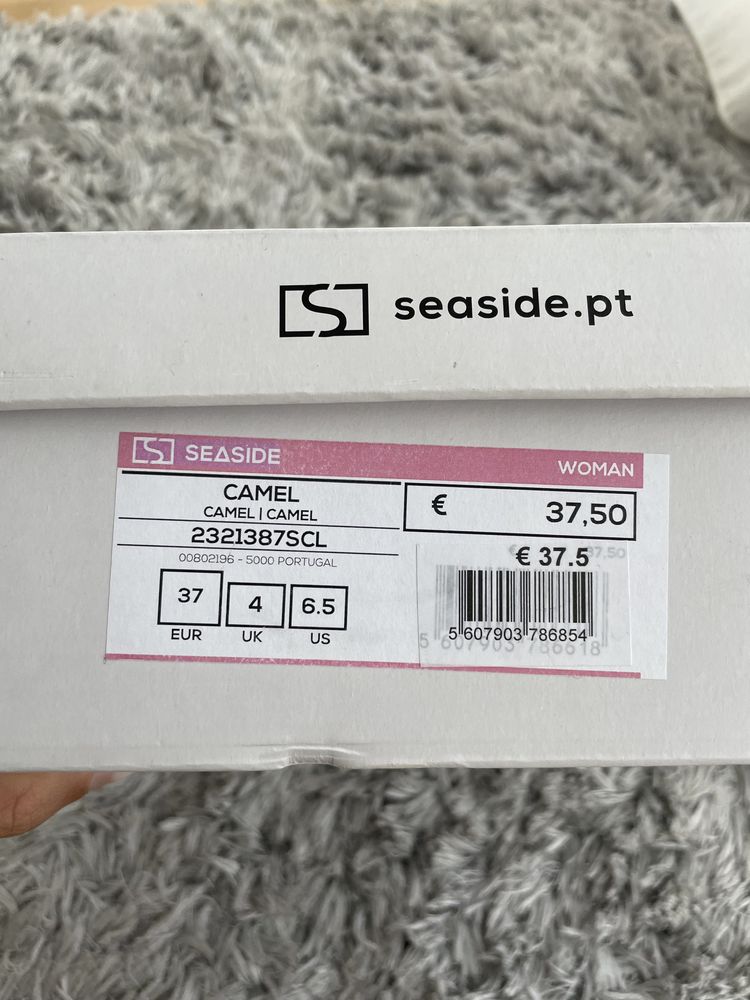 seaside.pt
SEASIDE
WOMAN
CAMEL
CAMEL | CAMEL
2321387SCL
00802196 - 5000 PORTUGAL
37
EUR
4
UK
6.5
US
€ 37,50
€ 37.5
5 607903 786854